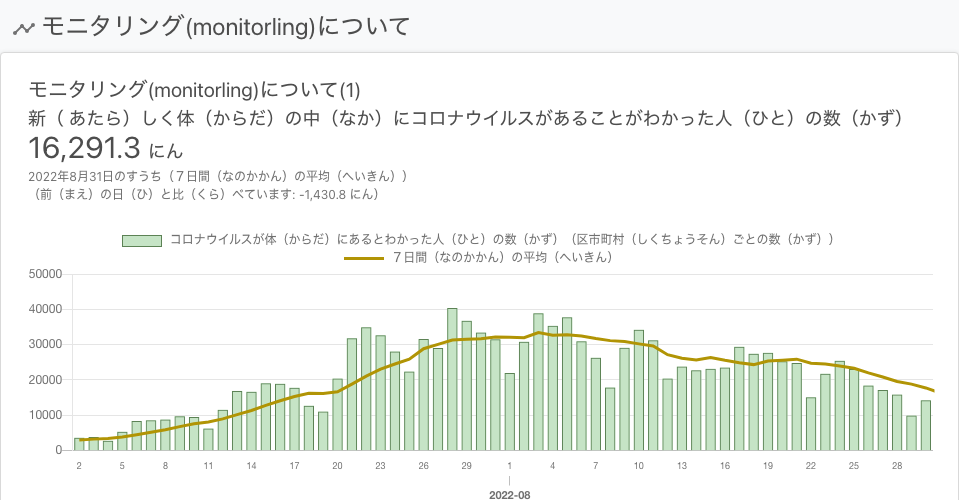 モニタリング(monitorling)について
モニタリング(monitorling)について(1)
新（ あたら）しく体（からだ）の中（なか）にコロナウイルスがあることがわかった人（ひと）の数（かず）
16,291.3 にん
2022年8月31日のすうち（７日間（なのかかん）の平均（へいきん））
（前（まえ）の日（ひ）と比（くら）べています: -1,430.8 にん）
コロナウイルスが体（からだ）にあるとわかった人（ひと）の数（かず）（区市町村（しくちょうそん）ごとの数（かず））
７日間（なのかかん）の平均（へいきん）
50000
40000
30000
20000
10000
0
2 5 8 11 14 17 20 23 26 29 1 4 7 10 13 16 19 22 25 28
2022-08